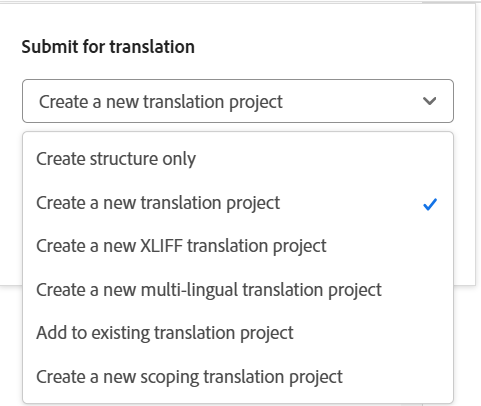 Submit for translation
Create a new translation project
Create structure only
Create a new translation project
Create a new XLIFF translation project
Create a new multi-lingual translation project
Add to existing translation project
Create a new scoping translation project